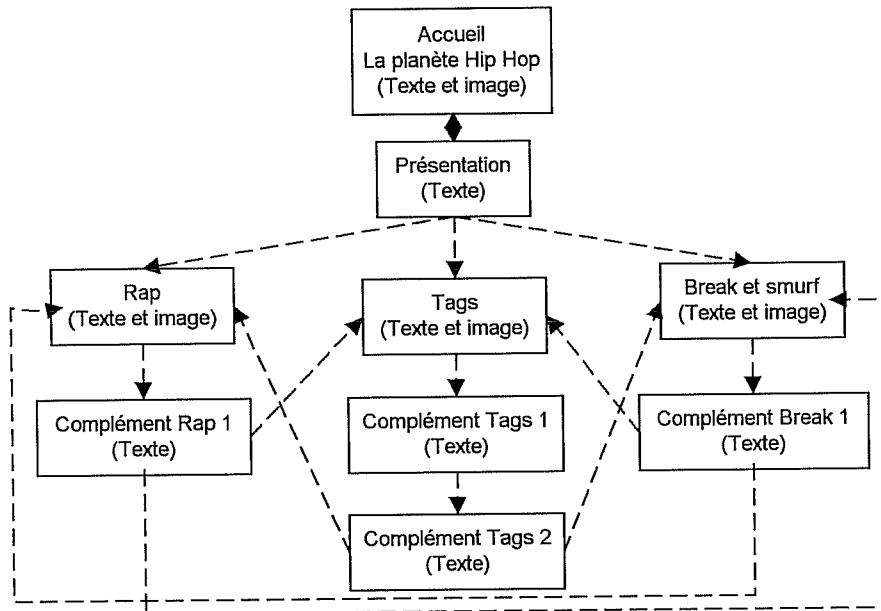 Accueil
La planète Hip Hop
(Texte et image)
Présentation
(Texte)
Rap
(Texte et image)
Tags
(Texte et image)
Break et smurf
(Texte et image)
Complément Rap 1
(Texte)
Complément Tags 1
(Texte)
Complément Break 1
(Texte)
Complément Tags 2
(Texte)